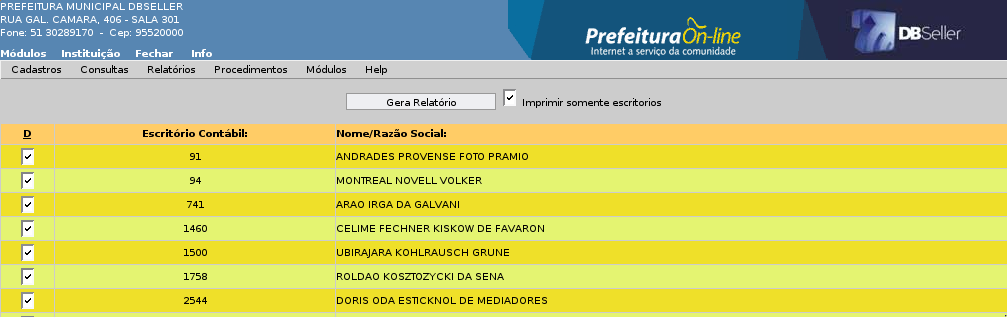 PREFEITURA MUNICIPAL DBSELLER
RUA GAL. CAMARA, 406 - SALA 301
Fone: 51 30289170 - Cep: 95520000
Prefeitura On-line
Internet a serviço da comunidade
DBSeller
Módulos Instituição Fechar Info
Cadastros Consultas Relatórios Procedimentos Módulos Help
Gera Relatório Imprimir somente escritorios
D Escritório Contábil: Nome/Razão Social:
91 ANDRADES PROVENSE FOTO PRAMIO
94 MONTREAL NOVELL VOLKER
741 ARAO IRGA DA GALVANI
1460 CELIME FECHNER KISKOW DE FAVARON
1500 UBIRAJARA KOHLRAUSCH GRUNE
1758 ROLDAO KOSZTOZYCKI DA SENA
2544 DORIS ODA ESTICKNOL DE MEDIADORES